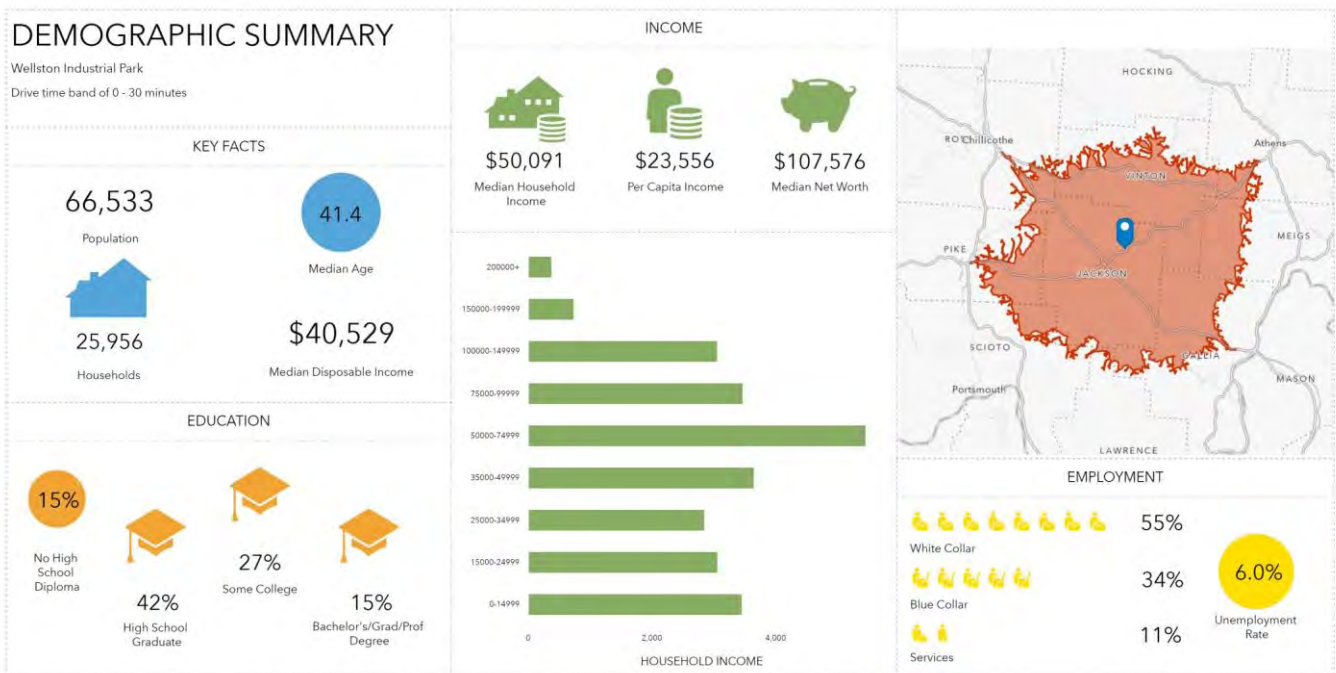 DEMOGRAPHIC SUMMARY
Wellston Industrial Park
Drive time band of 0 - 30 minutes
KEY FACTS
66,533
Population
41.4
Median Age
25,956
Households
$40,529
Median Disposable Income
EDUCATION
15%
No High
School
Diploma
42%
High School
Graduate
27%
Some College
15%
Bachelor's/Grad/Prof
Degree
INCOME
$50,091
Median Household
Income
$23,556
Per Capita Income
$107,576
Median Net Worth
200000+
150000-199999
100000-149999
75000-99999
50000-74999
35000-49999
25000-34999
15000-24999
0-14999
0
2,000
4,000
HOUSEHOLD INCOME
HOCKING
Chillicothe
Athens
VINTON
MEIGS
PIKE
JACKSON
SCIOTO
GALLIA
MASON
Portsmouth
LAWRENCE
EMPLOYMENT
55%
White Collar
34%
Blue Collar
11%
Services
6.0%
Unemployment
Rate